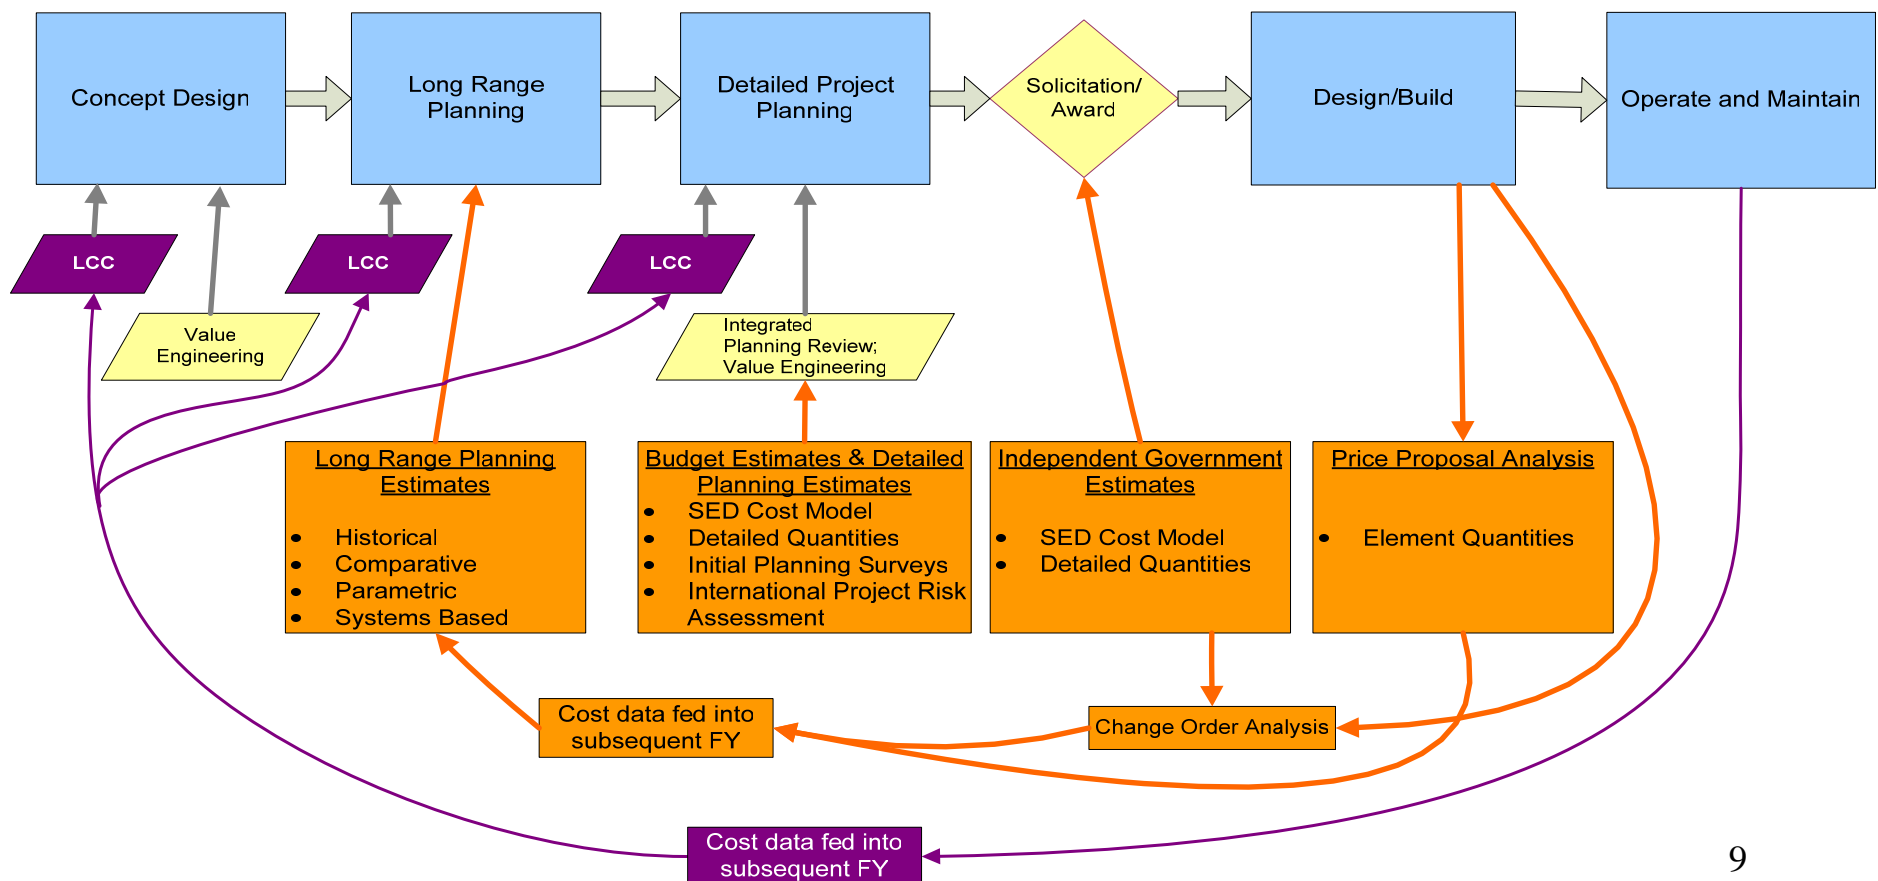 Concept Design
Long Range
Planning
Detailed Project
Planning
Solicitation/
Award
Design/Build
Operate and Maintain
LCC
LCC
LCC
Value
Engineering
Integrated
Planning Review;
Value Engineering
Long Range Planning
Estimates
• Historical
• Comparative
• Parametric
• Systems Based
Budget Estimates & Detailed
Planning Estimates
• SED Cost Model
• Detailed Quantities
• Initial Planning Surveys
• International Project Risk
Assessment
Independent Government
Estimates
• SED Cost Model
• Detailed Quantities
Price Proposal Analysis
• Element Quantities
Cost data fed into
subsequent FY
Change Order Analysis
Cost data fed into
subsequent FY
9